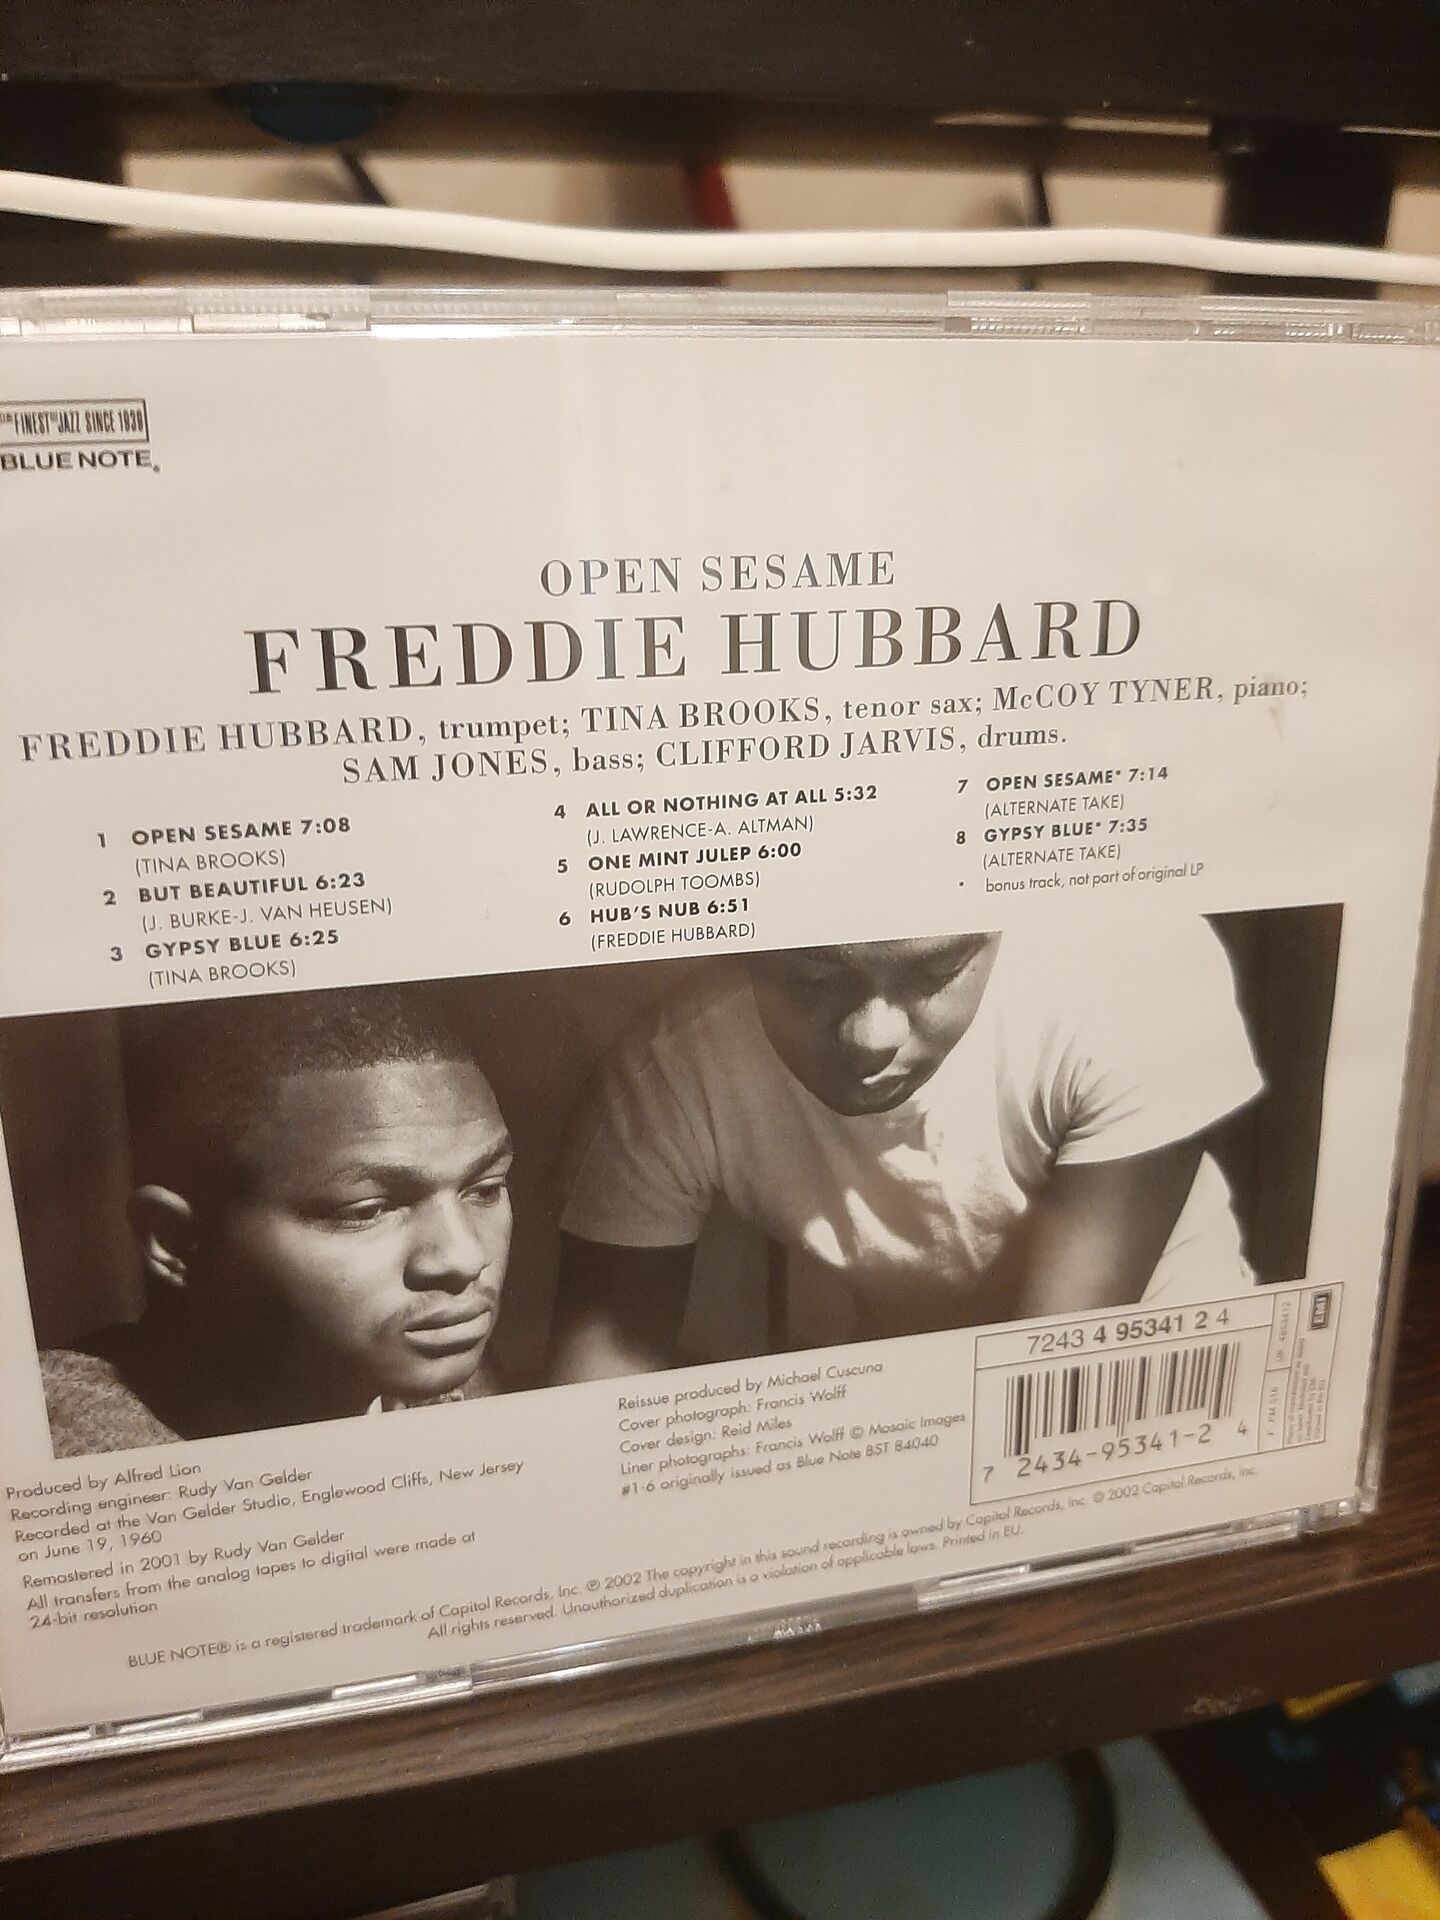 THE FINEST IN JAZZ SINCE 1939
BLUE NOTE®
OPEN SESAME
FREDDIE HUBBARD
FREDDIE HUBBARD, trumpet; TINA BROOKS, tenor sax; McCOY TYNER, piano;
SAM JONES, bass; CLIFFORD JARVIS, drums.
1 OPEN SESAME 7:08
(TINA BROOKS)
2 BUT BEAUTIFUL 6:23
(J. BURKE-J. VAN HEUSEN)
3 GYPSY BLUE 6:25
(TINA BROOKS)
4 ALL OR NOTHING AT ALL 5:32
(J. LAWRENCE-A. ALTMAN)
5 ONE MINT JULEP 6:00
(RUDOLPH TOOMBS)
6 HUB'S NUB 6:51
(FREDDIE HUBBARD)
7 OPEN SESAME* 7:14
(ALTERNATE TAKE)
8 GYPSY BLUE* 7:35
(ALTERNATE TAKE)
* bonus track, not part of original LP
Produced by Alfred Lion
Recording engineer: Rudy Van Gelder
Recorded at the Van Gelder Studio, Englewood Cliffs, New Jersey
on June 19, 1960
Remastered in 2001 by Rudy Van Gelder
All transfers from the analog tapes to digital were made at
24-bit resolution
Reissue produced by Michael Cuscuna
Cover photograph: Francis Wolff
Cover design: Reid Miles
Liner photographs: Francis Wolff © Mosaic Images
#1-6 originally issued as Blue Note BST 84040
7243 4 95341 2 4
7 2434-95341-2 4
EMI
BLUE NOTE® is a registered trademark of Capitol Records, Inc. ℗ 2002 The copyright in this sound recording is owned by Capitol Records, Inc. © 2002 Capitol Records, Inc.
All rights reserved. Unauthorized duplication is a violation of applicable laws. Printed in EU.